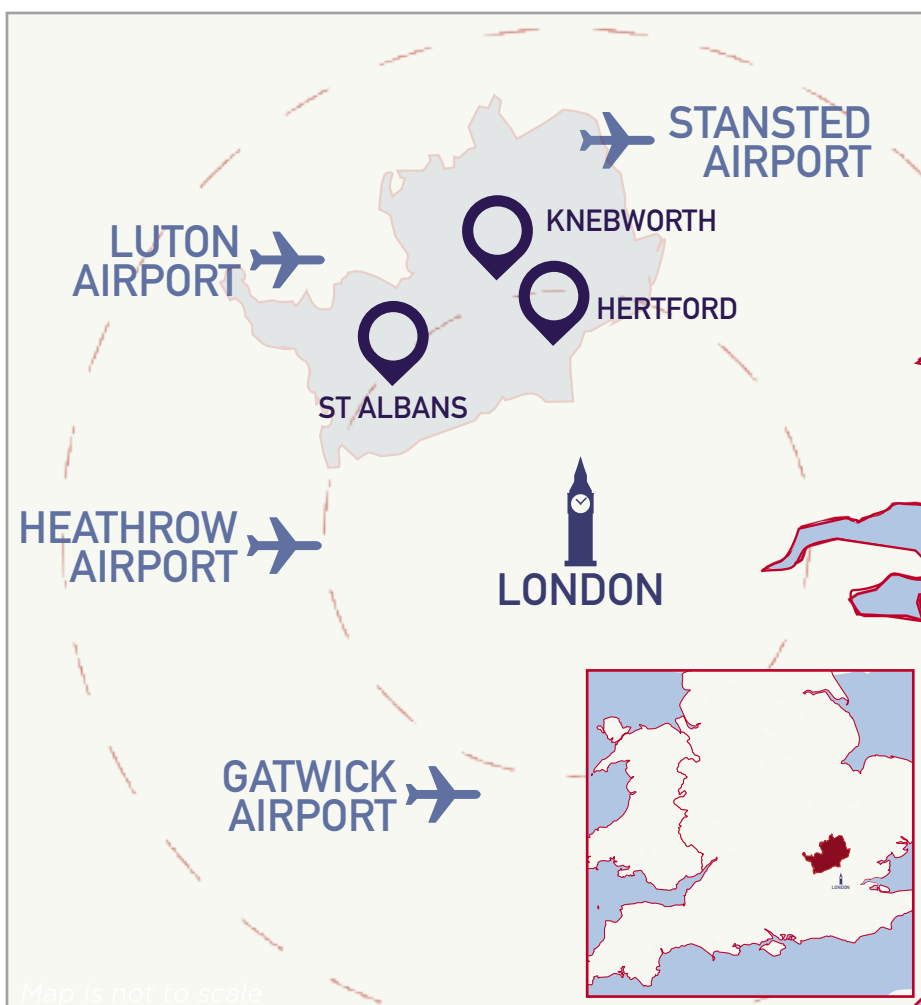 STANSTED
AIRPORT
KNEBWORTH
LUTON
AIRPORT
HERTFORD
ST ALBANS
HEATHROW
AIRPORT
LONDON
GATWICK
AIRPORT
LONDON
Map is not to scale